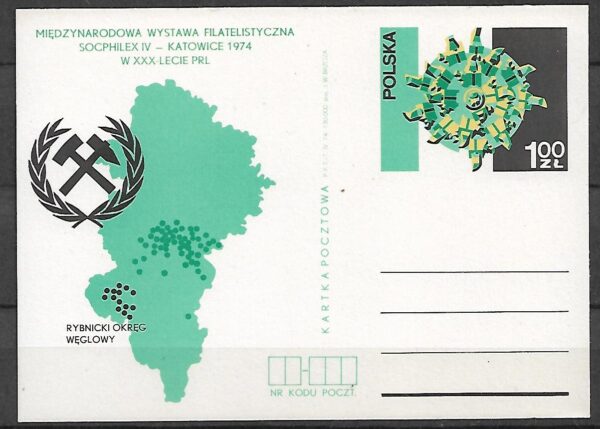 MIĘDZYNARODOWA WYSTAWA FILATELISTYCZNA
SOCPHILEX IV – KATOWICE 1974
W XXX-LECIE PRL
RYBNICKI OKRĘG
WĘGLOWY
KARTKA POCZTOWA
NR KODU POCZT.
POLSKA
1.00
ZŁ